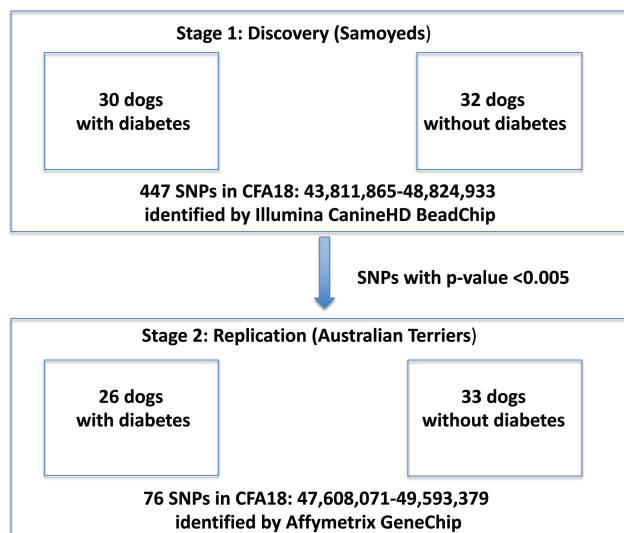 Stage 1: Discovery (Samoyeds)
30 dogs
with diabetes
32 dogs
without diabetes
447 SNPs in CFA18: 43,811,865-48,824,933
identified by Illumina CanineHD BeadChip
SNPs with p-value <0.005
Stage 2: Replication (Australian Terriers)
26 dogs
with diabetes
33 dogs
without diabetes
76 SNPs in CFA18: 47,608,071-49,593,379
identified by Affymetrix GeneChip